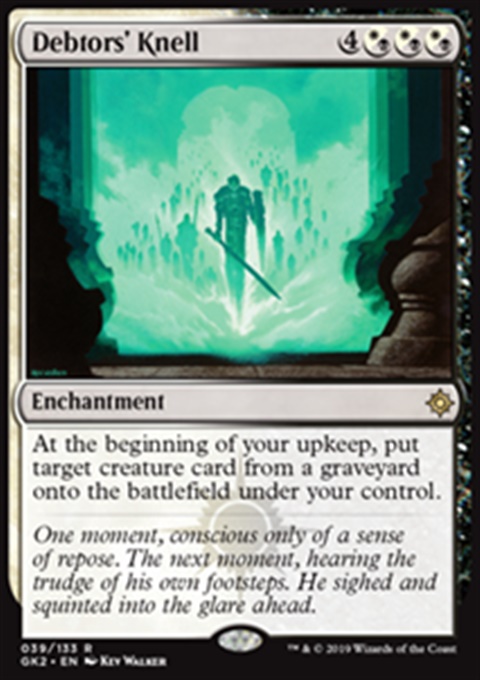 Debtors' Knell 4
Enchantment
At the beginning of your upkeep, put
target creature card from a graveyard
onto the battlefield under your control.
One moment, conscious only of a sense
of repose. The next moment, hearing the
trudge of his own footsteps. He sighed and
squinted into the glare ahead.
039/133 R
GK2 • EN Kev Walker
™ & © 2019 Wizards of the Coast